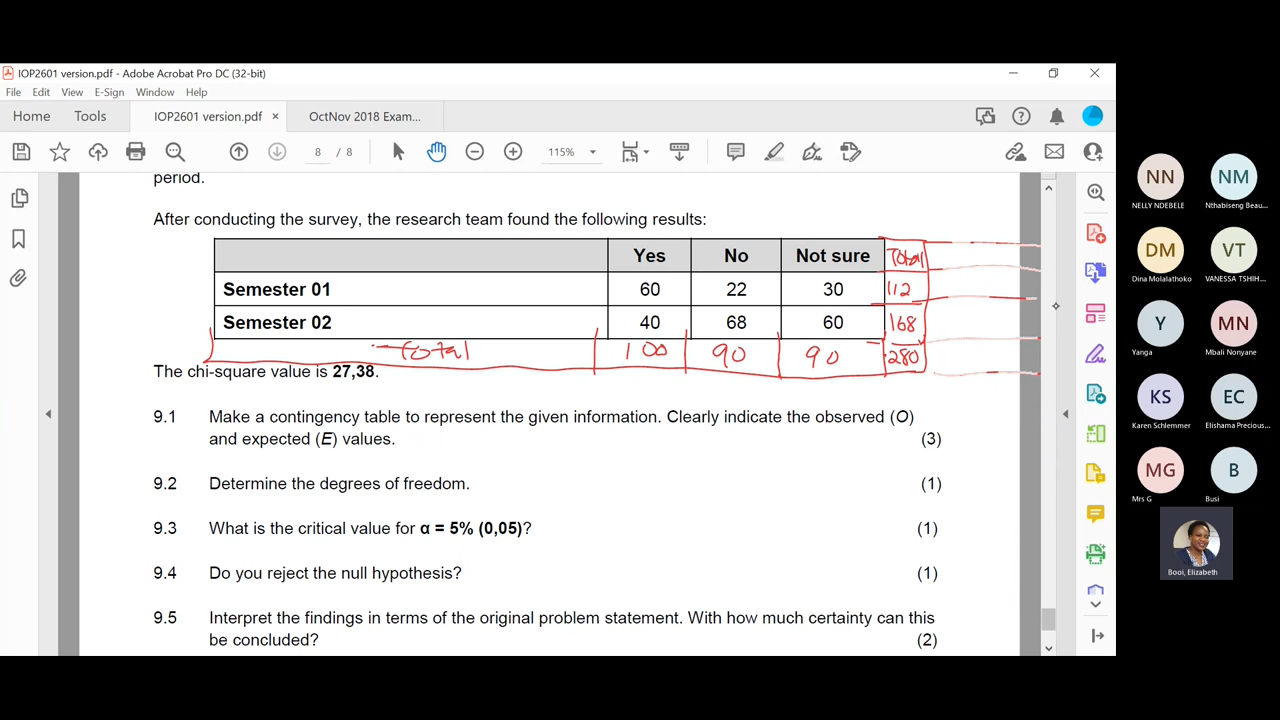 IOP2601 version.pdf - Adobe Acrobat Pro DC (32-bit)
File Edit View E-Sign Window Help
Home Tools IOP2601 version.pdf × OctNov 2018 Exam...
8 / 8 115%
period.
After conducting the survey, the research team found the following results:
Yes No Not sure Total
Semester 01 60 22 30 112
Semester 02 40 68 60 168
Total 100 90 90 280
The chi-square value is 27,38.
9.1 Make a contingency table to represent the given information. Clearly indicate the observed (O)
and expected (E) values. (3)
9.2 Determine the degrees of freedom. (1)
9.3 What is the critical value for α = 5% (0,05)? (1)
9.4 Do you reject the null hypothesis? (1)
9.5 Interpret the findings in terms of the original problem statement. With how much certainty can this
be concluded? (2)
NN NM
NELLY NDEBELE Nthabiseng Beau...
DM VT
Dina Molalathoko VANESSA TSHIH...
Y MN
Yanga Mbali Nonyane
KS EC
Karen Schlemmer Elishama Precious...
MG B
Mrs G Busi
Booi, Elizabeth